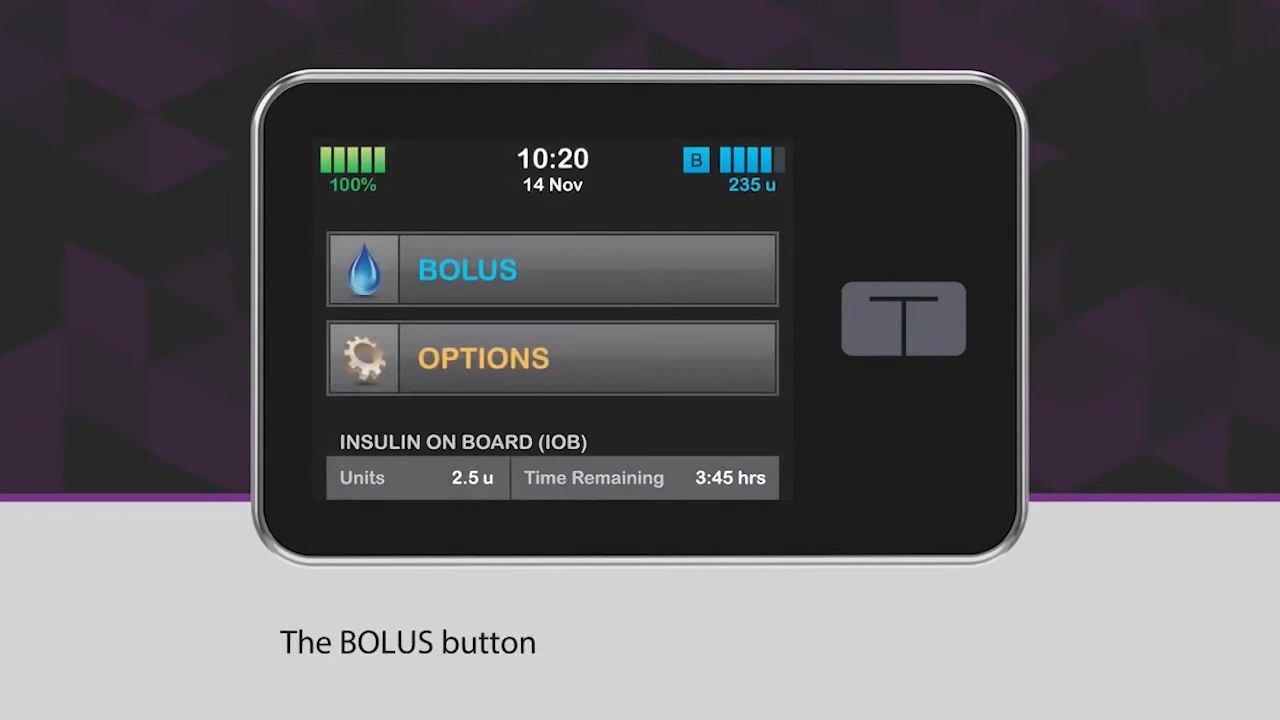 10:20
B
100%
14 Nov
235 u
BOLUS
OPTIONS
INSULIN ON BOARD (IOB)
Units 2.5 u Time Remaining 3:45 hrs
The BOLUS button